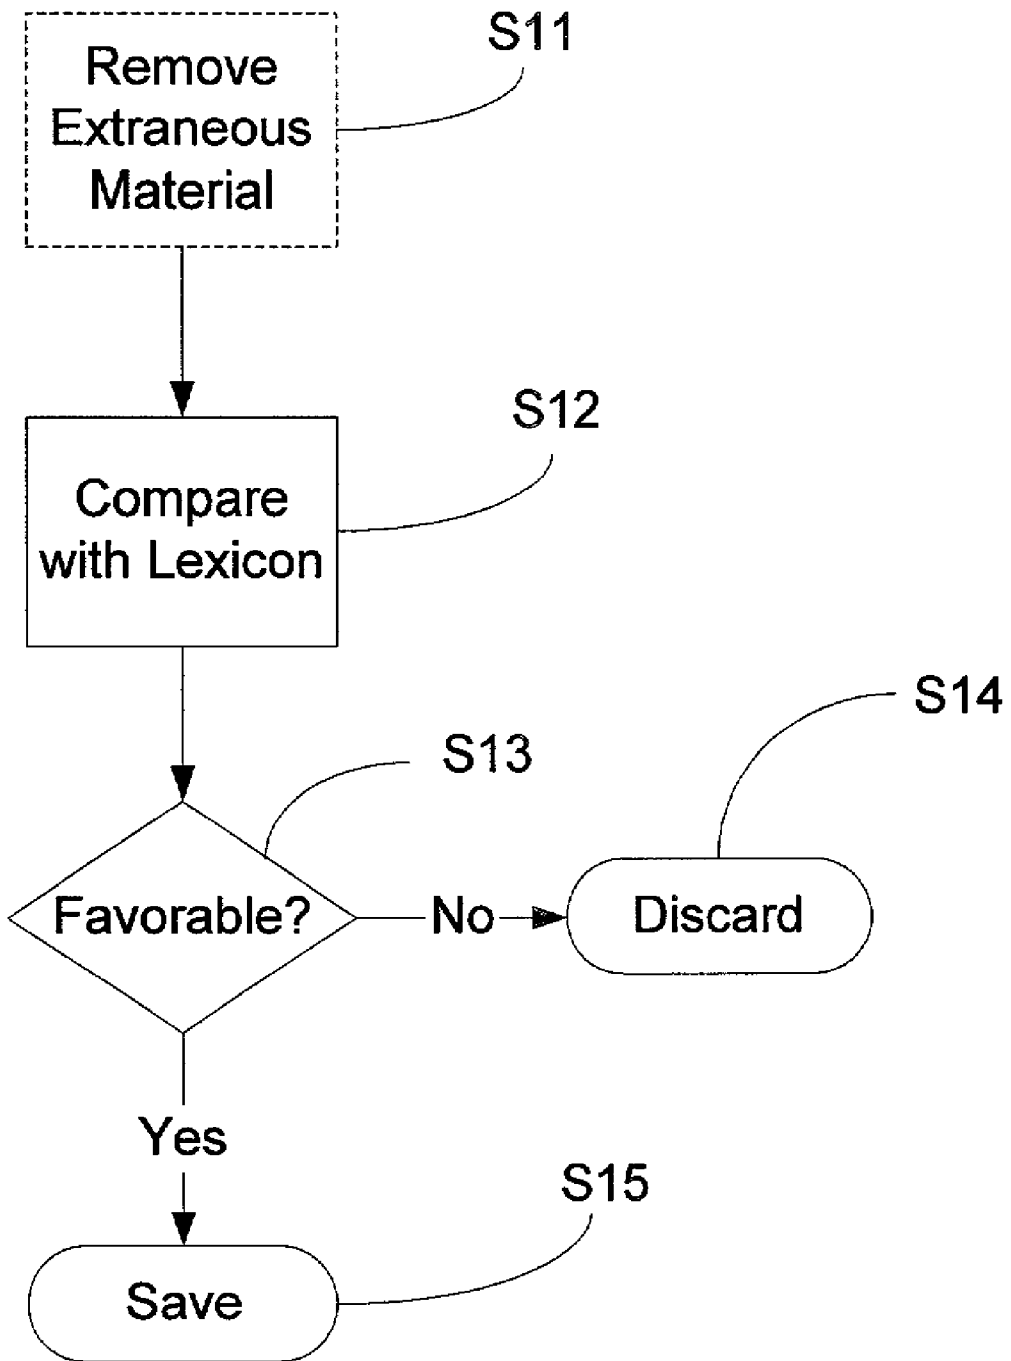 S11
Remove
Extraneous
Material
S12
Compare
with Lexicon
S14
S13
Favorable?
No
Discard
Yes
S15
Save